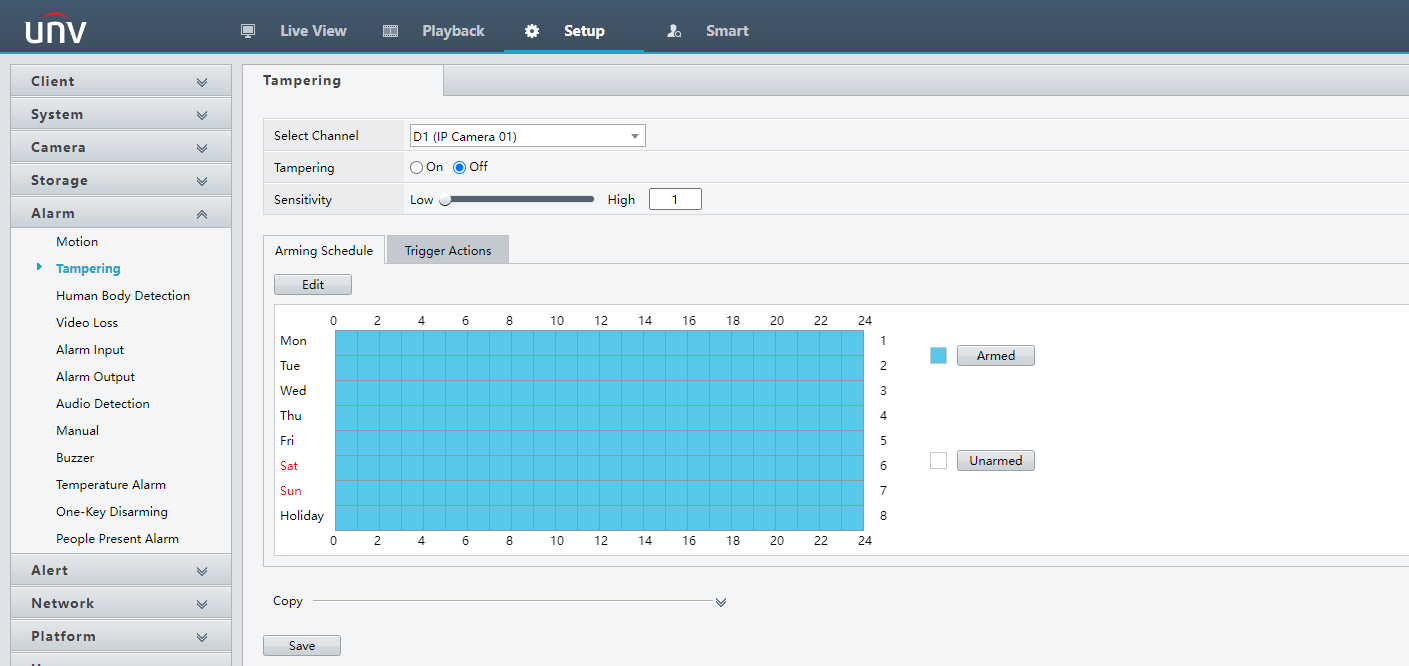 unv
Live View
Playback
Setup
Smart
Client
System
Camera
Storage
Alarm
Motion
Tampering
Human Body Detection
Video Loss
Alarm Input
Alarm Output
Audio Detection
Manual
Buzzer
Temperature Alarm
One-Key Disarming
People Present Alarm
Alert
Network
Platform
Tampering
Select Channel D1 (IP Camera 01)
Tampering On Off
Sensitivity Low High 1
Arming Schedule Trigger Actions
Edit
0 2 4 6 8 10 12 14 16 18 20 22 24
Mon 1
Tue 2
Wed 3
Thu 4
Fri 5
Sat 6
Sun 7
Holiday 8
0 2 4 6 8 10 12 14 16 18 20 22 24
Armed
Unarmed
Copy
Save